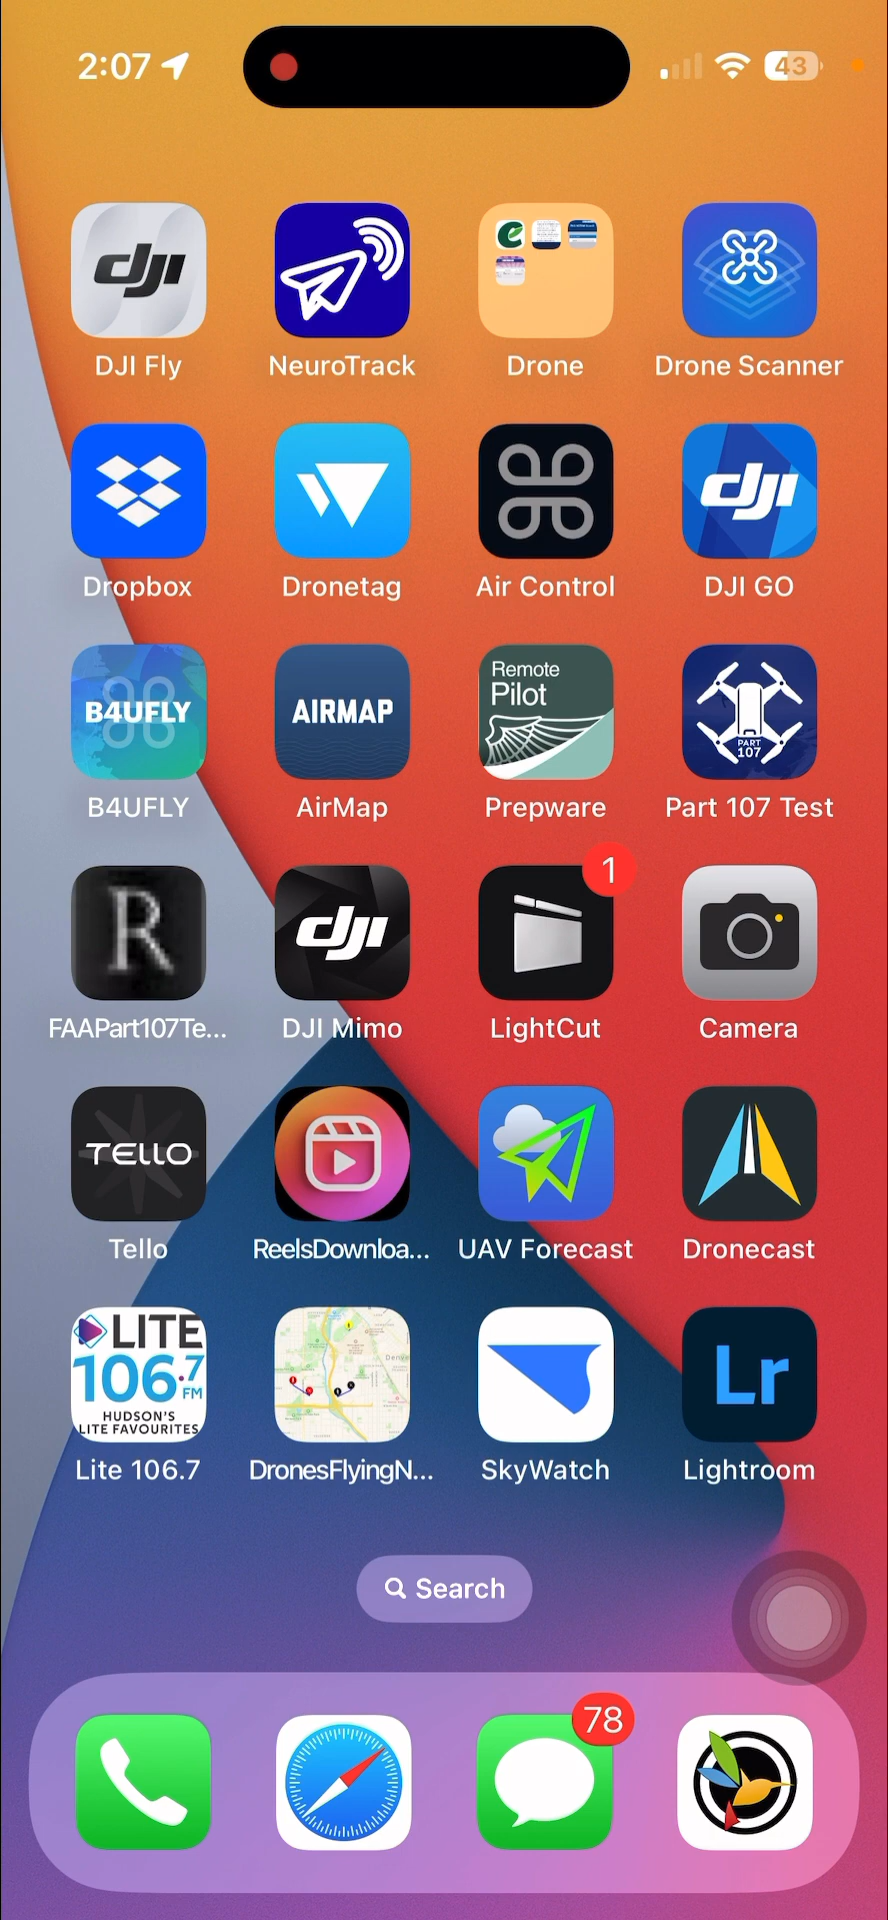 2:07
43
dji
DJI Fly
NeuroTrack
Drone
Drone Scanner
Dropbox
Dronetag
Air Control
dji
DJI GO
B4UFLY
B4UFLY
AIRMAP
AirMap
Remote
Pilot
Prepware
PART
107
Part 107 Test
R
FAAPart107Te...
dji
DJI Mimo
1
LightCut
Camera
TELLO
Tello
ReelsDownloa...
UAV Forecast
Dronecast
LITE
106.7
FM
HUDSON'S
LITE FAVOURITES
Lite 106.7
DronesFlyingN...
SkyWatch
Lr
Lightroom
Search
78